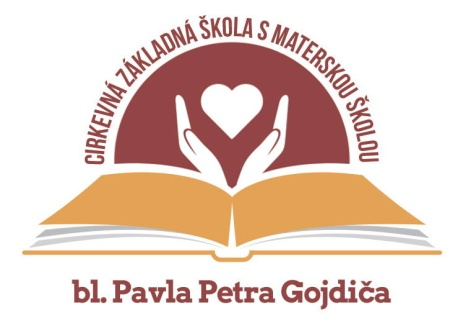 CIRKEVNÁ ZÁKLADNÁ ŠKOLA S MATERSKOU ŠKOLOU
bl. Pavla Petra Gojdiča